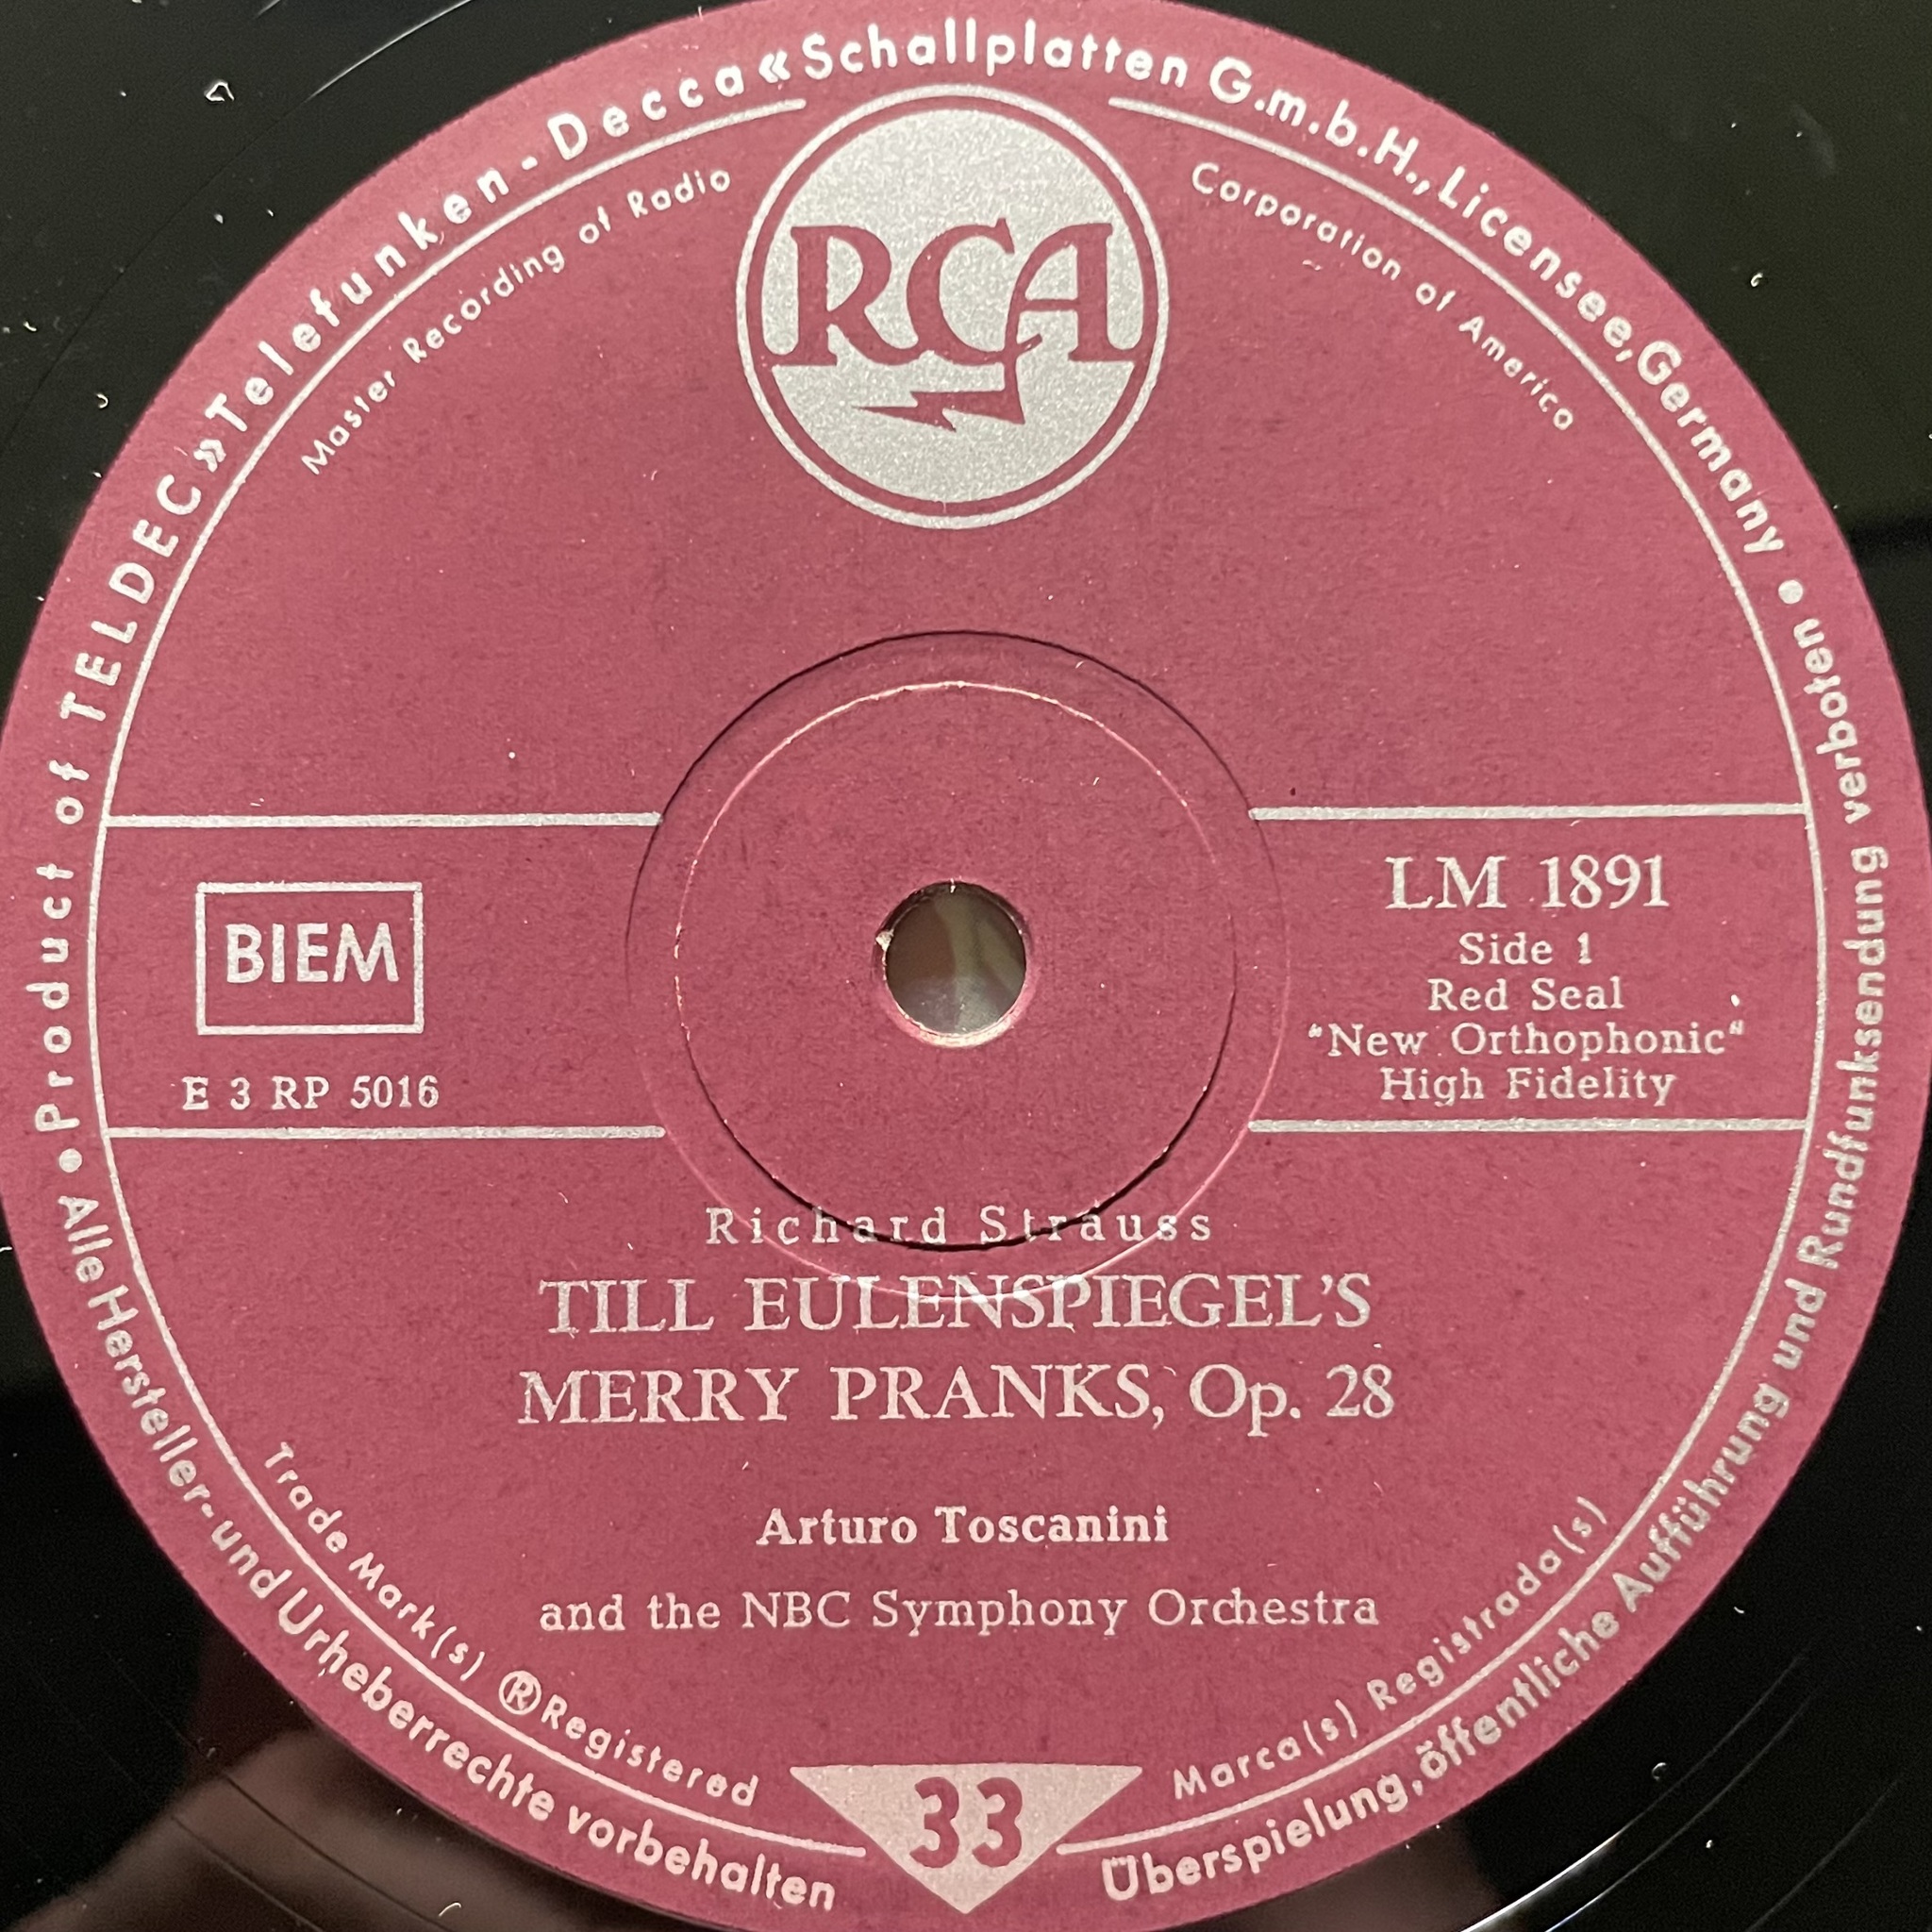 • Product of TELDEC »Telefunken - Decca« Schallplatten G.m.b.H., Licensee, Germany •
Master Recording of Radio Corporation of America
RCA
BIEM
E 3 RP 5016
LM 1891
Side 1
Red Seal
“New Orthophonic“
High Fidelity
Richard Strauss
TILL EULENSPIEGEL’S
MERRY PRANKS, Op. 28
Arturo Toscanini
and the NBC Symphony Orchestra
Trade Mark(s) ® Registered
Marca(s) Registrada(s)
33
Alle Hersteller- und Urheberrechte vorbehalten
Überspielung, öffentliche Aufführung und Rundfunksendung verboten